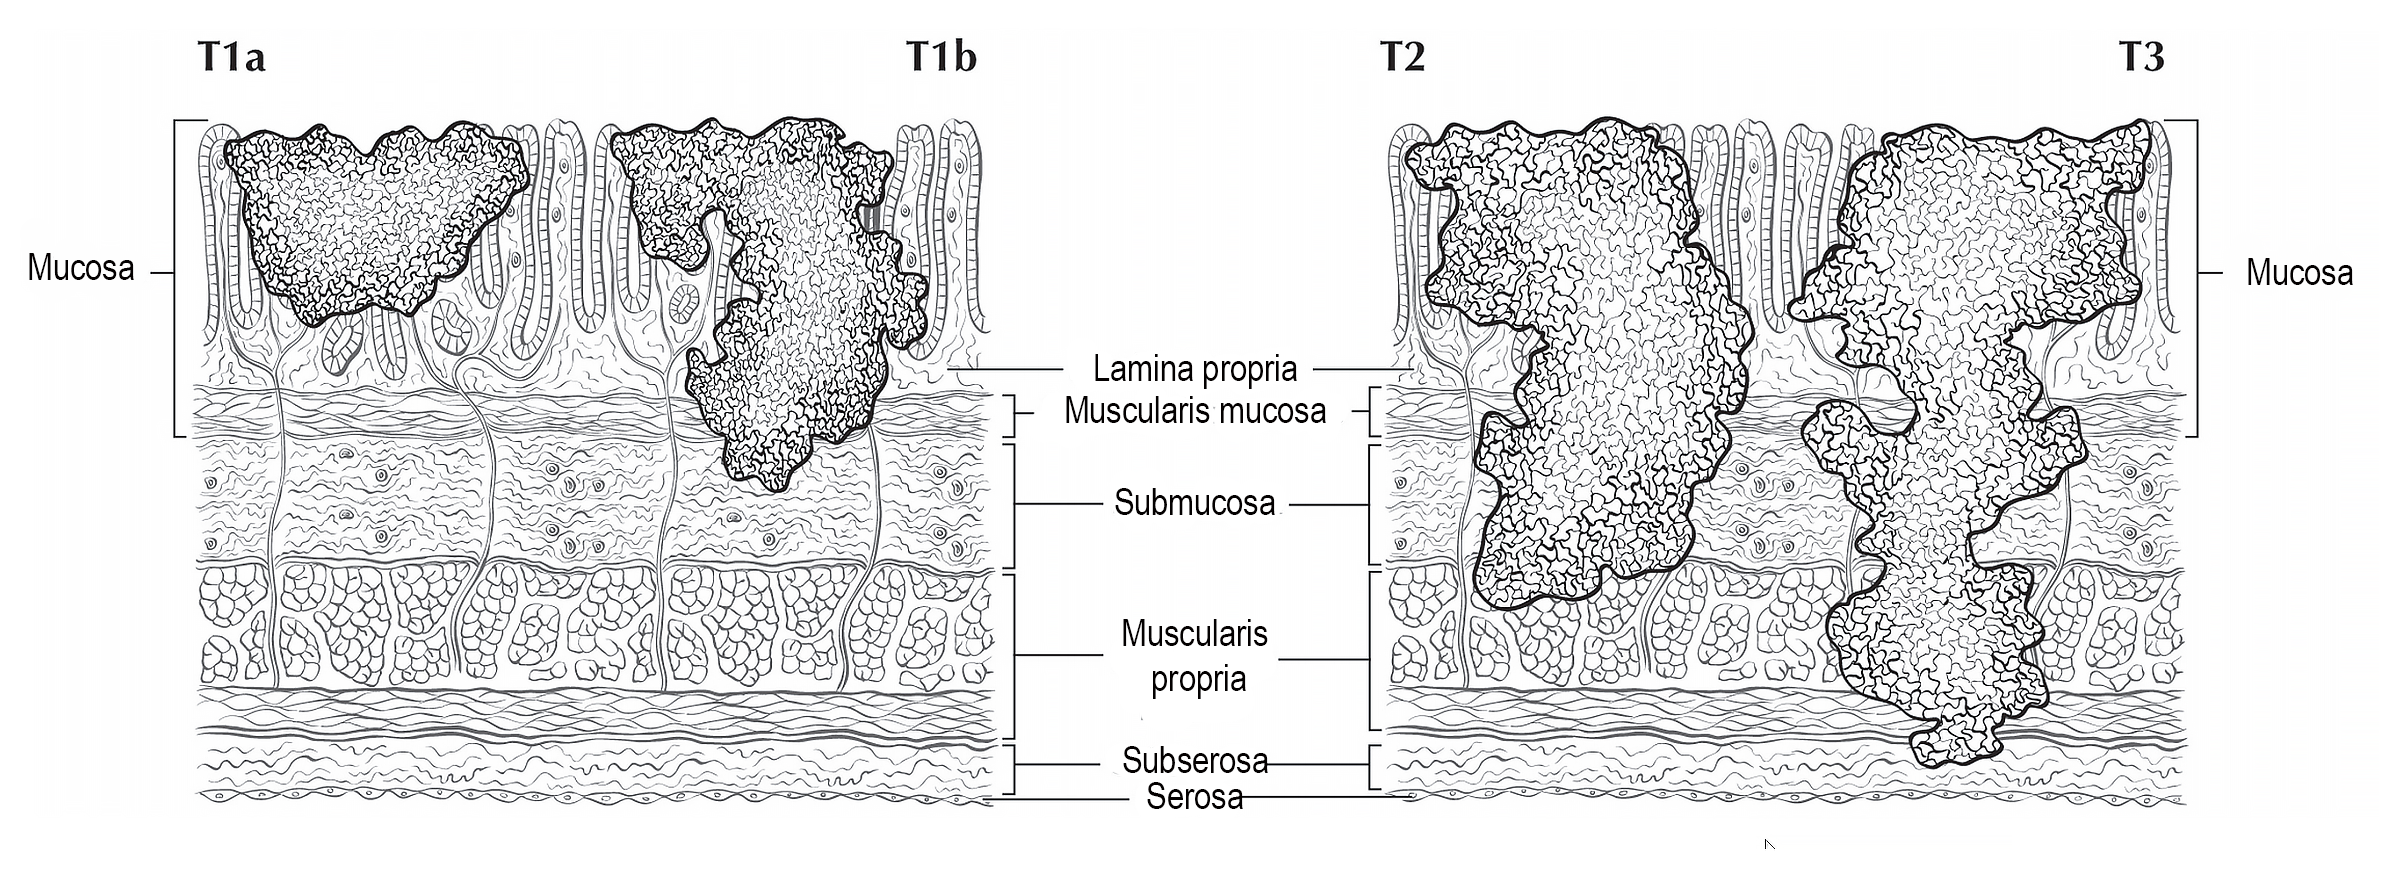 T1a
T1b
T2
T3
Mucosa
Mucosa
Lamina propria
Muscularis mucosa
Submucosa
Muscularis
propria
Subserosa
Serosa